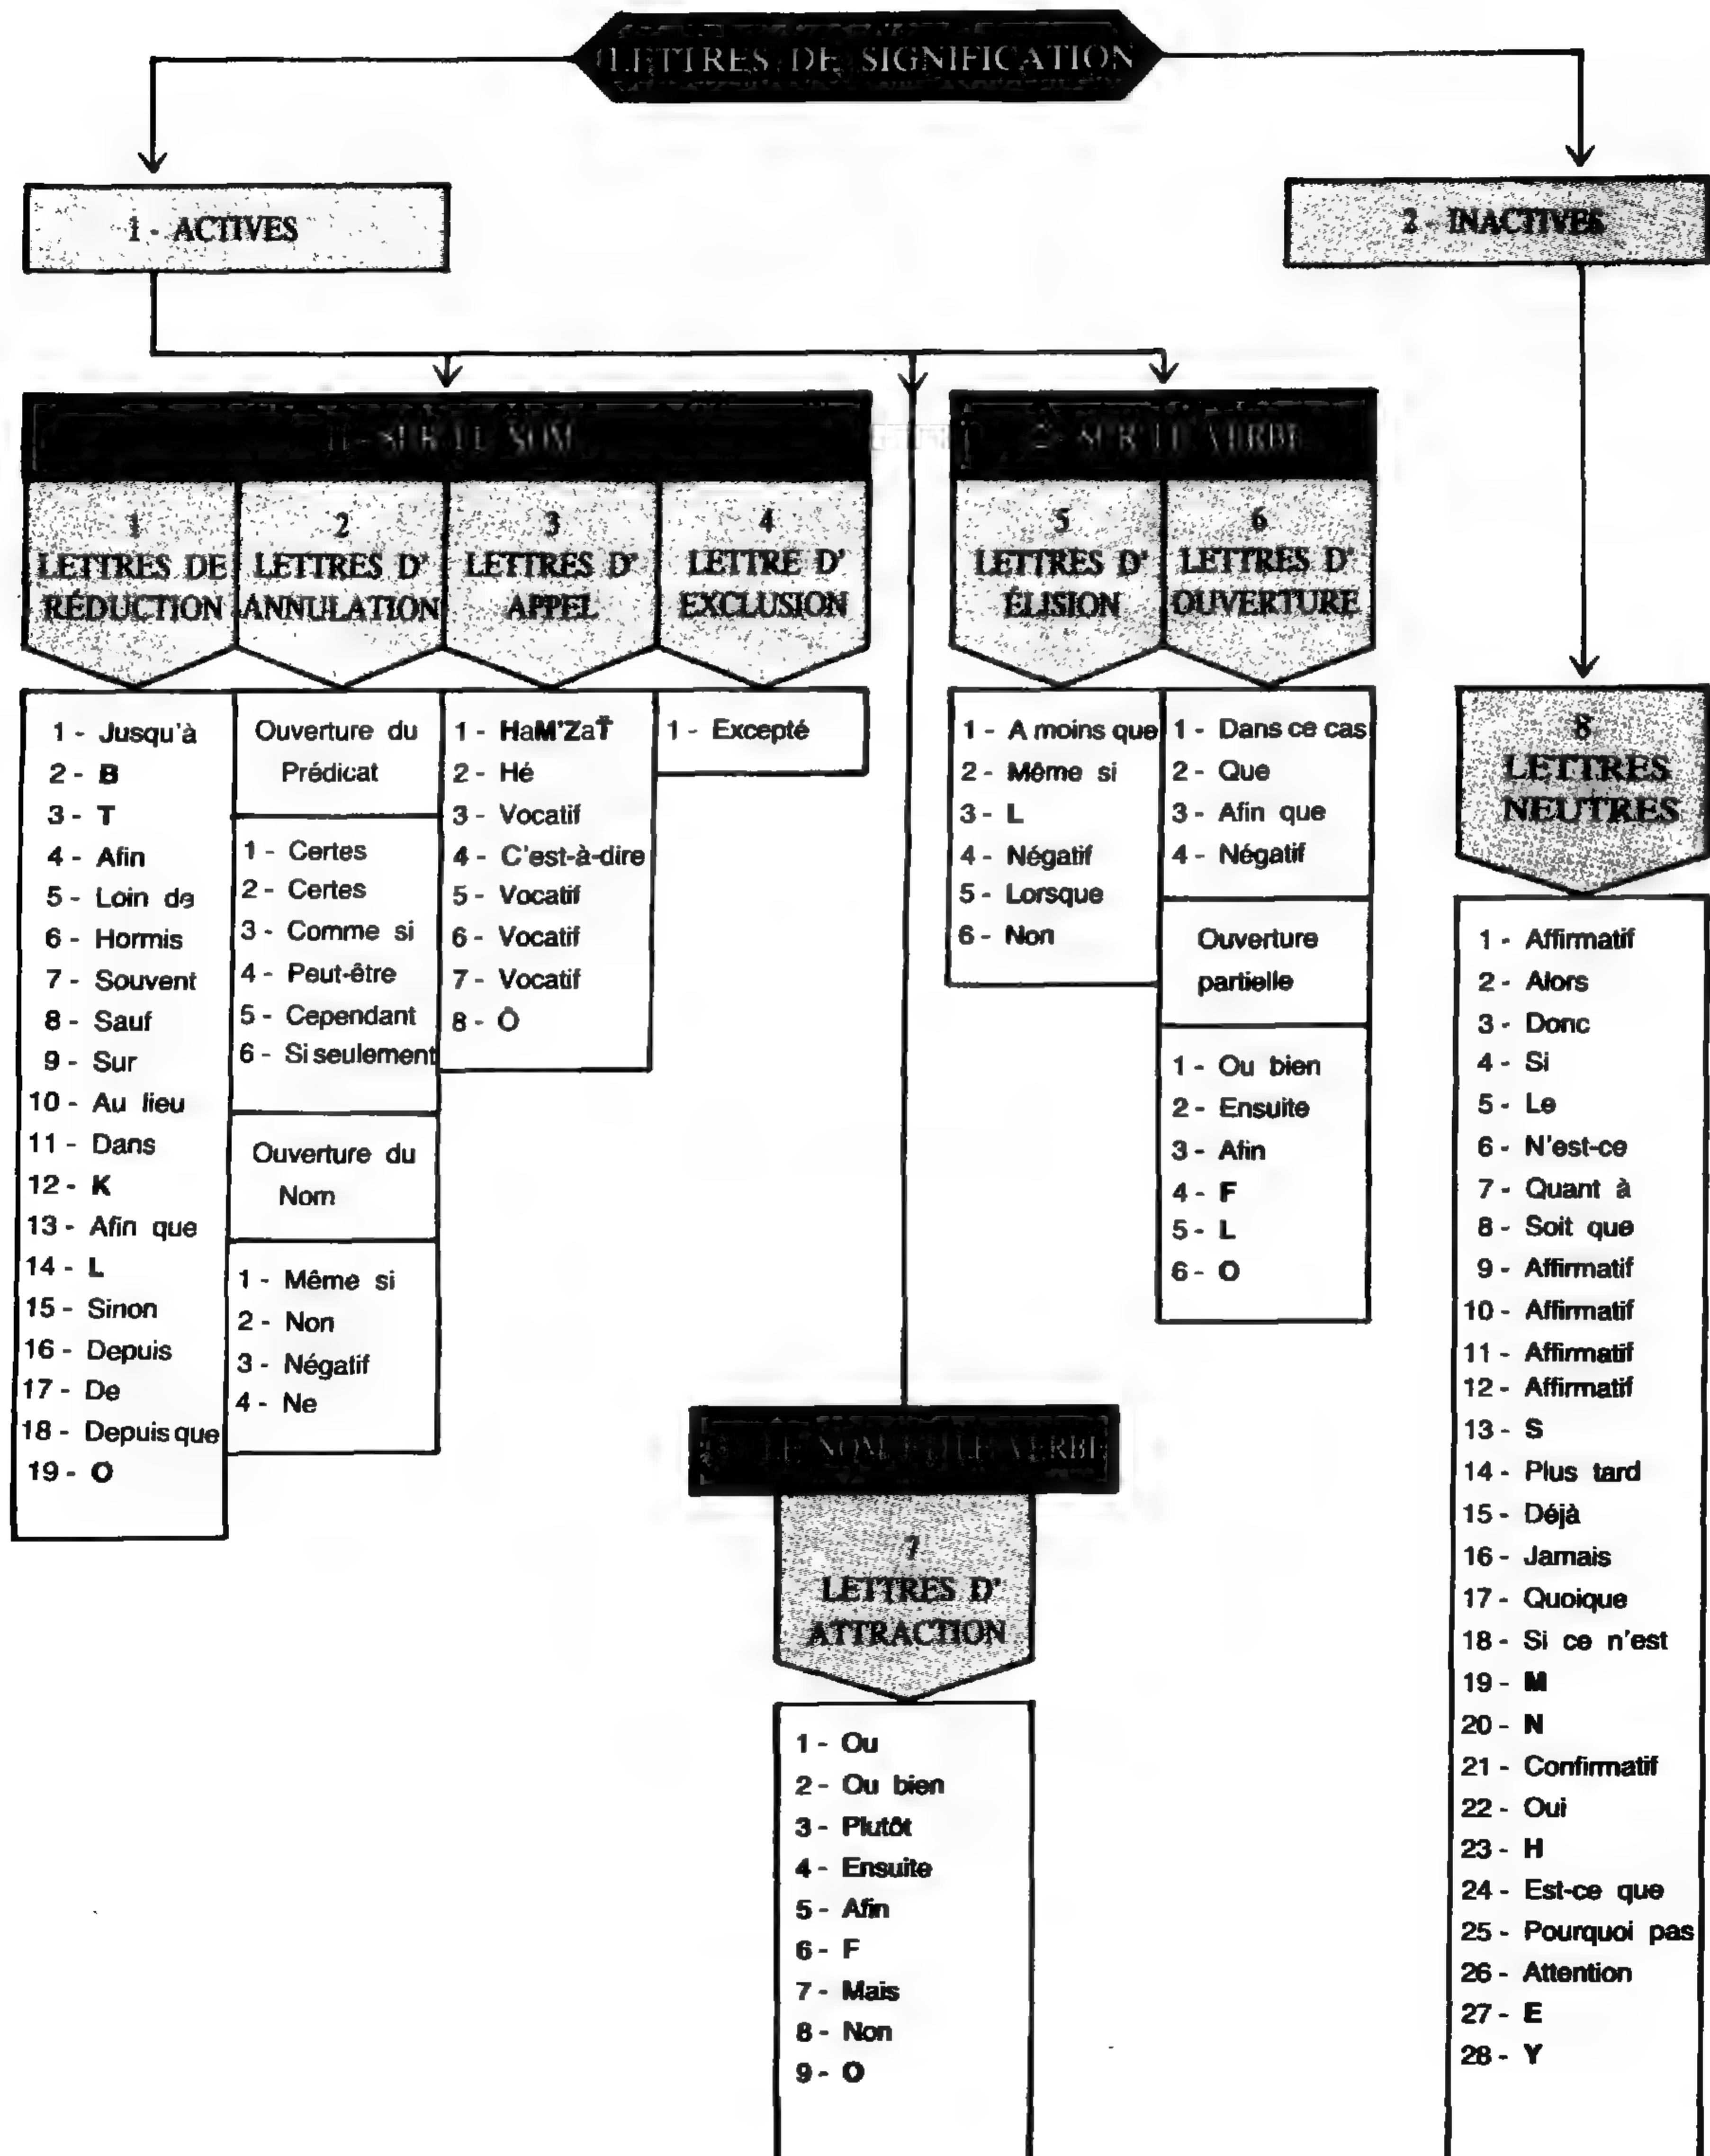 LETTRES DE SIGNIFICATION
1 - ACTIVES
2 - INACTIVES
SUR LE NOM
1
LETTRES DE
RÉDUCTION
2
LETTRES D'
ANNULATION
3
LETTRES D'
APPEL
4
LETTRE D'
EXCLUSION
1 - Jusqu'à
2 - B
3 - T
4 - Afin
5 - Loin de
6 - Hormis
7 - Souvent
8 - Sauf
9 - Sur
10 - Au lieu
11 - Dans
12 - K
13 - Afin que
14 - L
15 - Sinon
16 - Depuis
17 - De
18 - Depuis que
19 - O
Ouverture du
Prédicat
1 - Certes
2 - Certes
3 - Comme si
4 - Peut-être
5 - Cependant
6 - Si seulement
Ouverture du
Nom
1 - Même si
2 - Non
3 - Négatif
4 - Ne
1 - HaM'ZaT̈
2 - Hé
3 - Vocatif
4 - C'est-à-dire
5 - Vocatif
6 - Vocatif
7 - Vocatif
8 - Ô
1 - Excepté
2 - SUR LE VERBE
5
LETTRES D'
ÉLISION
6
LETTRES D'
OUVERTURE
1 - A moins que
2 - Même si
3 - L
4 - Négatif
5 - Lorsque
6 - Non
1 - Dans ce cas
2 - Que
3 - Afin que
4 - Négatif
Ouverture
partielle
1 - Ou bien
2 - Ensuite
3 - Afin
4 - F
5 - L
6 - O
LE NOM ET LE VERBE
7
LETTRES D'
ATTRACTION
1 - Ou
2 - Ou bien
3 - Plutôt
4 - Ensuite
5 - Afin
6 - F
7 - Mais
8 - Non
9 - O
8
LETTRES
NEUTRES
1 - Affirmatif
2 - Alors
3 - Donc
4 - Si
5 - Le
6 - N'est-ce
7 - Quant à
8 - Soit que
9 - Affirmatif
10 - Affirmatif
11 - Affirmatif
12 - Affirmatif
13 - S
14 - Plus tard
15 - Déjà
16 - Jamais
17 - Quoique
18 - Si ce n'est
19 - M
20 - N
21 - Confirmatif
22 - Oui
23 - H
24 - Est-ce que
25 - Pourquoi pas
26 - Attention
27 - E
28 - Y